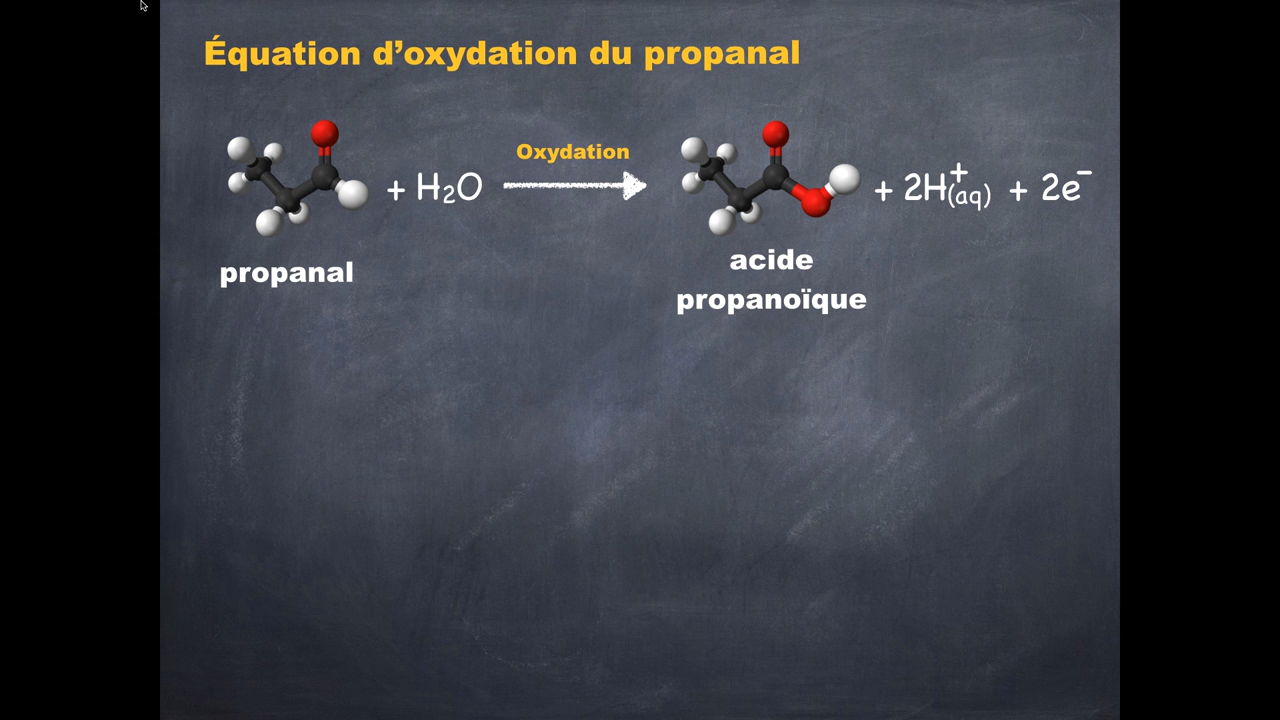 Équation d’oxydation du propanal
Oxydation
+ H₂O + 2H⁺(aq) + 2e⁻
propanal
acide
propanoïque